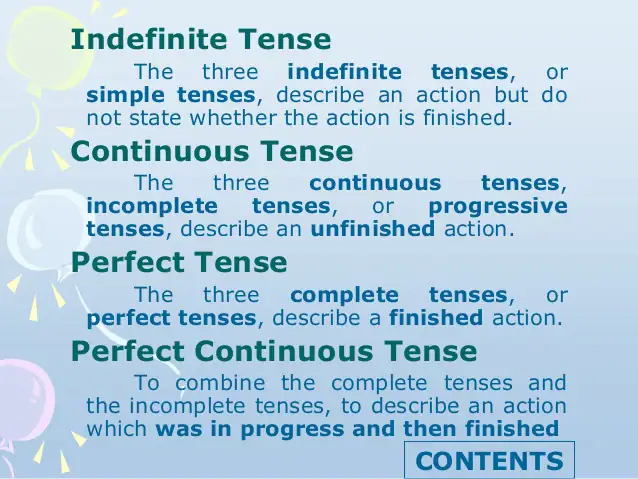 Indefinite Tense
The three indefinite tenses, or
simple tenses, describe an action but do
not state whether the action is finished.
Continuous Tense
The three continuous tenses,
incomplete tenses, or progressive
tenses, describe an unfinished action.
Perfect Tense
The three complete tenses, or
perfect tenses, describe a finished action.
Perfect Continuous Tense
To combine the complete tenses and
the incomplete tenses, to describe an action
which was in progress and then finished
CONTENTS